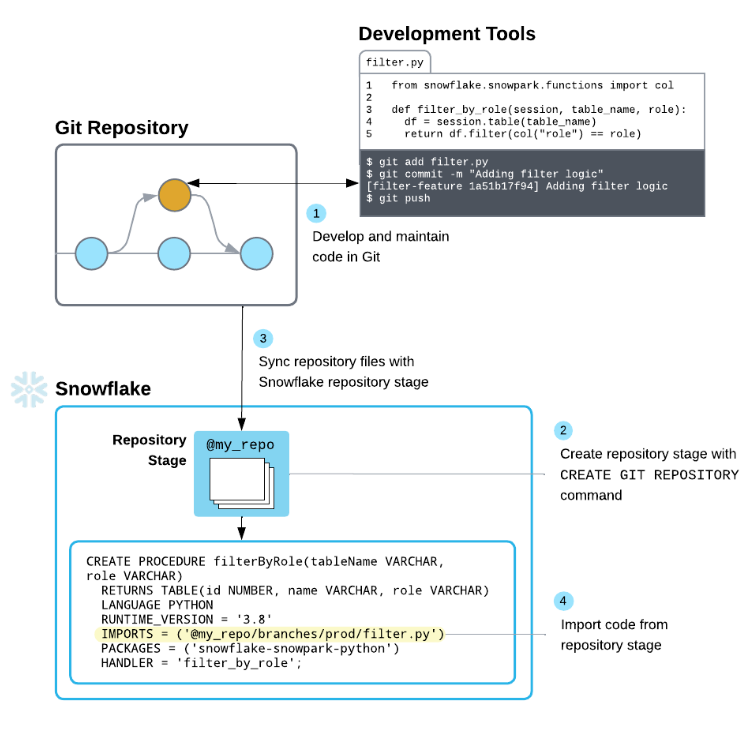 Development Tools
filter.py
1 from snowflake.snowpark.functions import col
2
3 def filter_by_role(session, table_name, role):
4 df = session.table(table_name)
5 return df.filter(col("role") == role)
$ git add filter.py
$ git commit -m "Adding filter logic"
[filter-feature 1a51b17f94] Adding filter logic
$ git push
Git Repository
1
Develop and maintain
code in Git
3
Sync repository files with
Snowflake repository stage
Snowflake
Repository
Stage
@my_repo
2
Create repository stage with
CREATE GIT REPOSITORY
command
CREATE PROCEDURE filterByRole(tableName VARCHAR,
role VARCHAR)
RETURNS TABLE(id NUMBER, name VARCHAR, role VARCHAR)
LANGUAGE PYTHON
RUNTIME_VERSION = '3.8'
IMPORTS = ('@my_repo/branches/prod/filter.py')
PACKAGES = ('snowflake-snowpark-python')
HANDLER = 'filter_by_role';
4
Import code from
repository stage